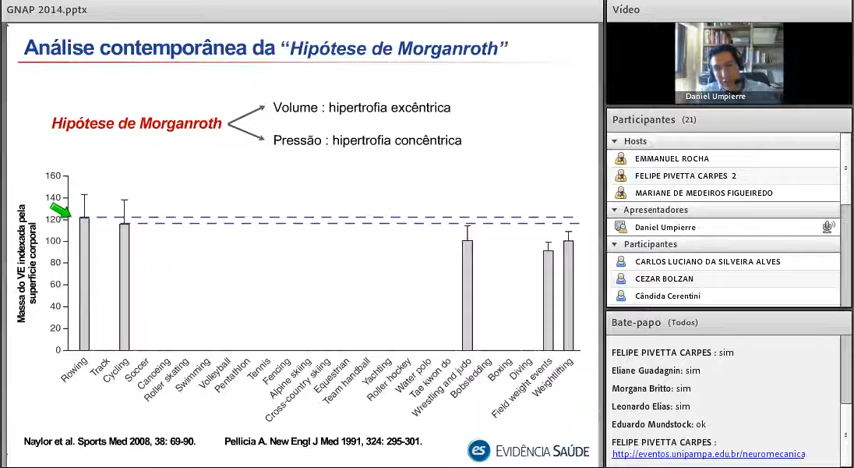 GNAP 2014.pptx
Análise contemporânea da “Hipótese de Morganroth”
Hipótese de Morganroth
Volume : hipertrofia excêntrica
Pressão : hipertrofia concêntrica
Massa do VE indexada pela
superfície corporal
160
140
120
100
80
60
40
20
0
Rowing
Track
Cycling
Soccer
Canoeing
Roller skating
Swimming
Volleyball
Pentathlon
Tennis
Fencing
Alpine skiing
Cross-country skiing
Equestrian
Team handball
Yachting
Roller hockey
Water polo
Tae kwon do
Wrestling and judo
Bobsledding
Boxing
Diving
Field weight events
Weightlifting
Naylor et al. Sports Med 2008, 38: 69-90.
Pellicia A. New Engl J Med 1991, 324: 295-301.
es EVIDÊNCIA SAÚDE
Vídeo
Daniel Umpierre
Participantes (21)
Hosts
EMMANUEL ROCHA
FELIPE PIVETTA CARPES 2
MARIANE DE MEDEIROS FIGUEIREDO
Apresentadores
Daniel Umpierre
Participantes
CARLOS LUCIANO DA SILVEIRA ALVES
CEZAR BOLZAN
Cândida Cerentini
Bate-papo (Todos)
FELIPE PIVETTA CARPES : sim
Eliane Guadagnin: sim
Morgana Britto: sim
Leonardo Elias: sim
Eduardo Mundstock: ok
FELIPE PIVETTA CARPES :
http://eventos.unipampa.edu.br/neuromecanica